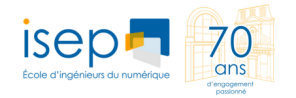 isep
École d'ingénieurs du numérique
70
ans
d'engagement
passionné